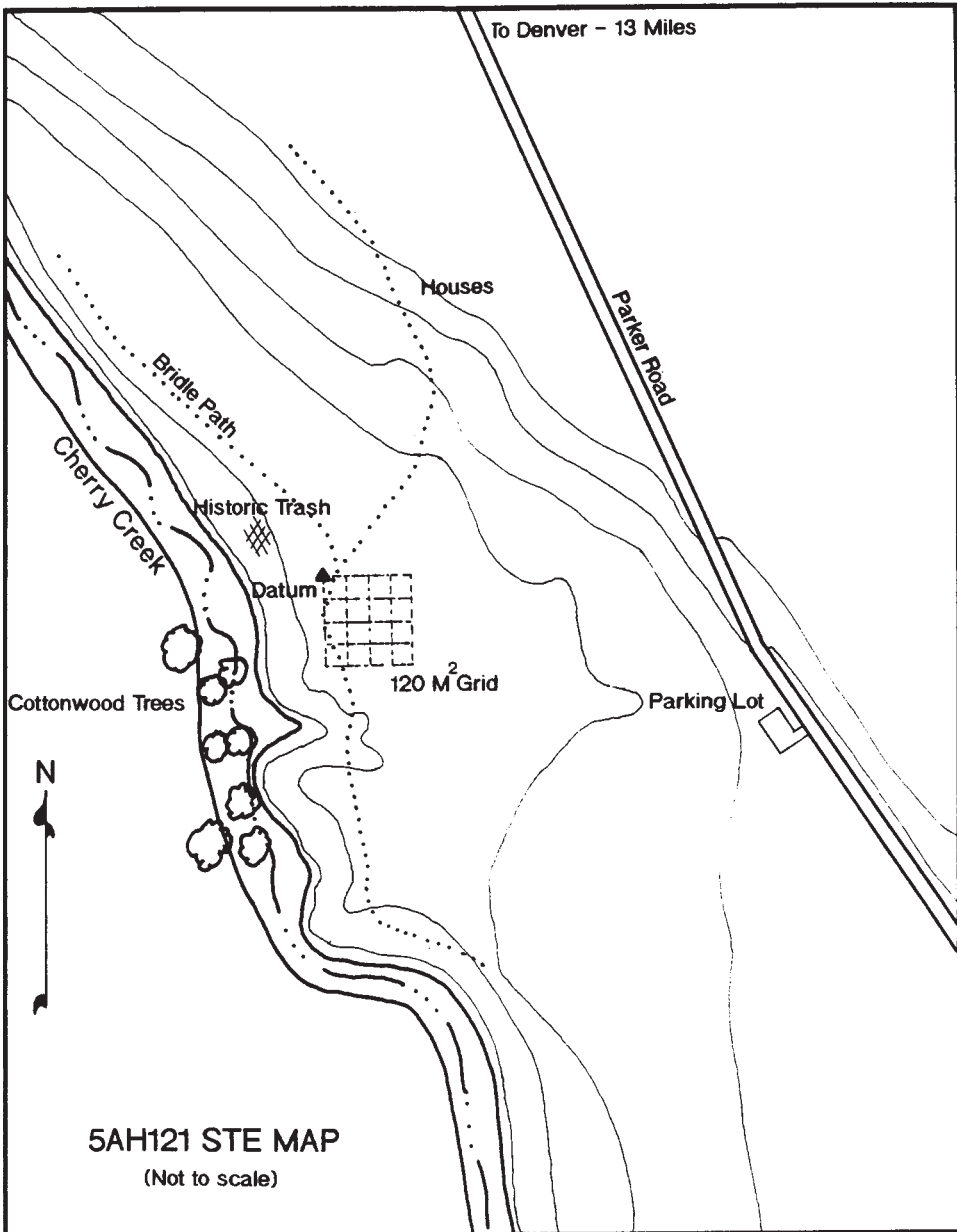 To Denver - 13 Miles
Houses
Parker Road
Bridle Path
Cherry Creek
Historic Trash
Datum
120 M² Grid
Cottonwood Trees
Parking Lot
N
5AH121 STE MAP
(Not to scale)